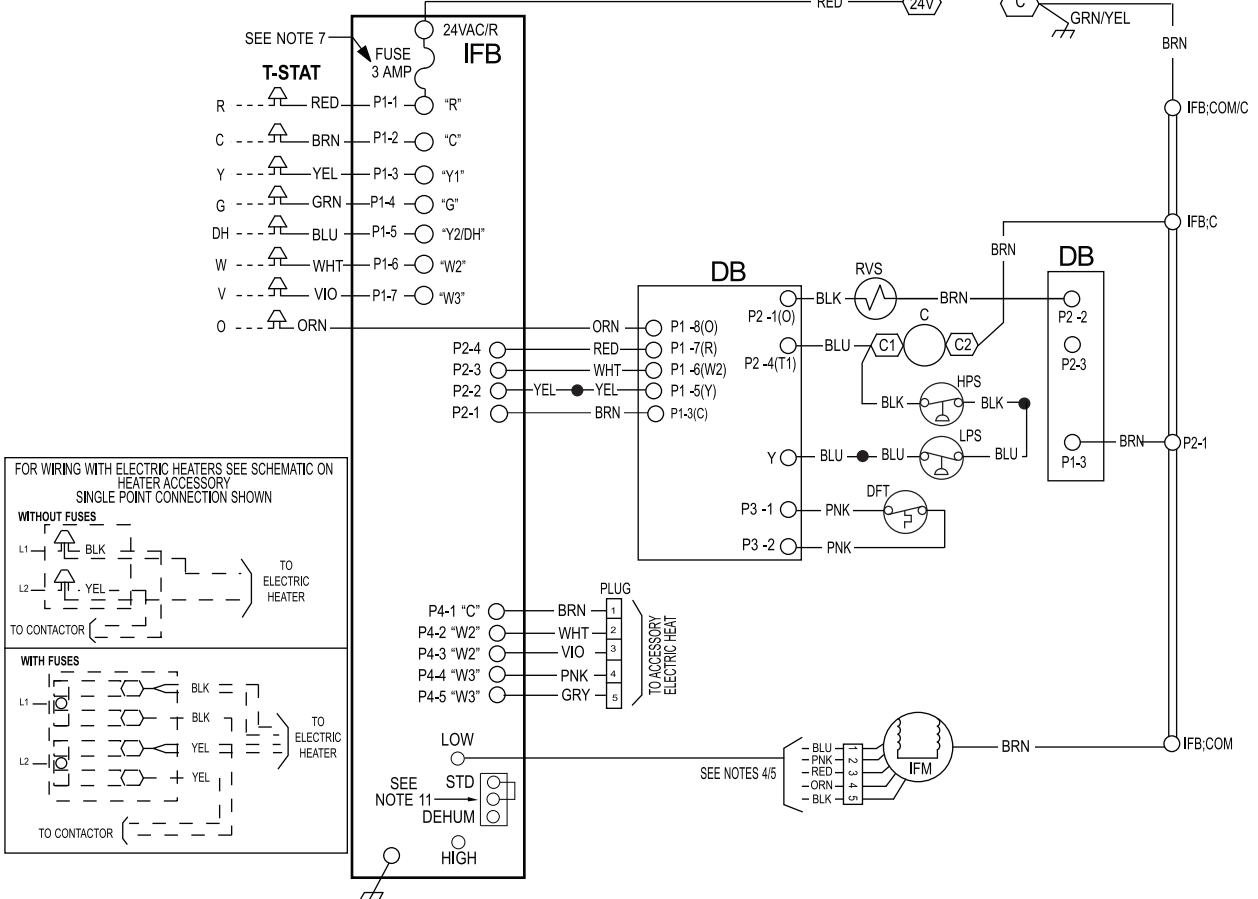 RED
24V
C
GRN/YEL
BRN
SEE NOTE 7
24VAC/R
IFB
FUSE
3 AMP
T-STAT
R RED P1-1 "R"
C BRN P1-2 "C"
Y YEL P1-3 "Y1"
G GRN P1-4 "G"
DH BLU P1-5 "Y2/DH"
W WHT P1-6 "W2"
V VIO P1-7 "W3"
O ORN
IFB;COM/C
IFB;C
BRN
DB
ORN P1 -8(O)
P2-4 RED P1 -7(R)
P2-3 WHT P1 -6(W2)
P2-2 YEL YEL P1 -5(Y)
P2-1 BRN P1-3(C)
P2 -1(O)
BLK
RVS
BRN
P2 -4(T1)
BLU
C1
C
C2
BLK
HPS
BLK
Y
BLU
BLU
LPS
BLU
P3 -1
PNK
DFT
P3 -2
PNK
DB
P2 -2
P2-3
P1-3
BRN
P2-1
FOR WIRING WITH ELECTRIC HEATERS SEE SCHEMATIC ON
HEATER ACCESSORY
SINGLE POINT CONNECTION SHOWN
WITHOUT FUSES
L1
BLK
L2
YEL
TO
ELECTRIC
HEATER
TO CONTACTOR
WITH FUSES
L1
BLK
BLK
L2
YEL
YEL
TO
ELECTRIC
HEATER
TO CONTACTOR
PLUG
P4-1 "C" BRN 1
P4-2 "W2" WHT 2
P4-3 "W2" VIO 3
P4-4 "W3" PNK 4
P4-5 "W3" GRY 5
TO ACCESSORY
ELECTRIC HEAT
LOW
STD
SEE
NOTE 11
DEHUM
HIGH
SEE NOTES 4/5
BLU 1
PNK 2
RED 3
ORN 4
BLK 5
IFM
BRN
IFB;COM